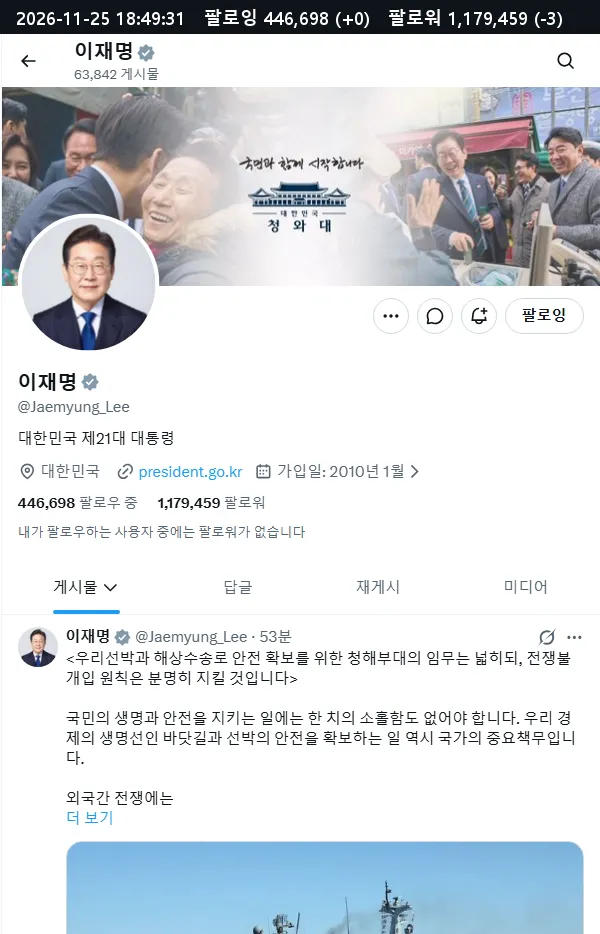 2026-11-25 18:49:31 팔로잉 446,698 (+0) 팔로워 1,179,459 (-3)
이재명
63,842 게시물
국민과 함께 시작합니다
대한민국
청와대
팔로잉
이재명
@Jaemyung_Lee
대한민국 제21대 대통령
대한민국 president.go.kr 가입일: 2010년 1월
446,698 팔로우 중 1,179,459 팔로워
내가 팔로우하는 사용자 중에는 팔로워가 없습니다
게시물 답글 재게시 미디어
이재명 @Jaemyung_Lee · 53분
<우리선박과 해상수송로 안전 확보를 위한 청해부대의 임무는 넓히되, 전쟁불
개입 원칙은 분명히 지킬 것입니다>
국민의 생명과 안전을 지키는 일에는 한 치의 소홀함도 없어야 합니다. 우리 경
제의 생명선인 바닷길과 선박의 안전을 확보하는 일 역시 국가의 중요책무입니
다.
외국간 전쟁에는
더 보기